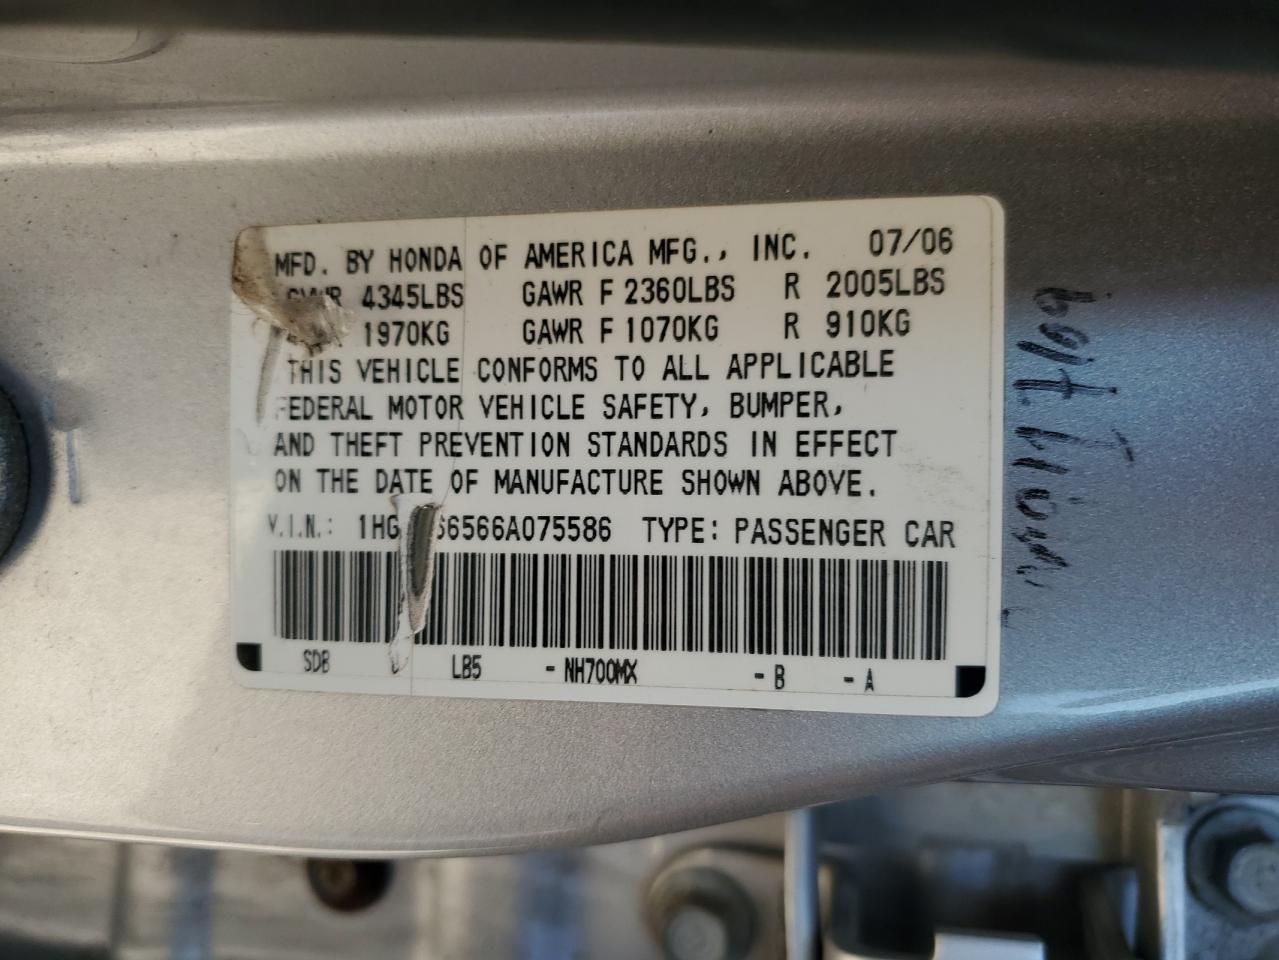 MFD. BY HONDA OF AMERICA MFG., INC. 07/06
GVWR 4345LBS GAWR F 2360LBS R 2005LBS
1970KG GAWR F 1070KG R 910KG
THIS VEHICLE CONFORMS TO ALL APPLICABLE
FEDERAL MOTOR VEHICLE SAFETY, BUMPER,
AND THEFT PREVENTION STANDARDS IN EFFECT
ON THE DATE OF MANUFACTURE SHOWN ABOVE.
V.I.N.: TYPE: PASSENGER CAR
SDB LB5 - NH700MX - B - A